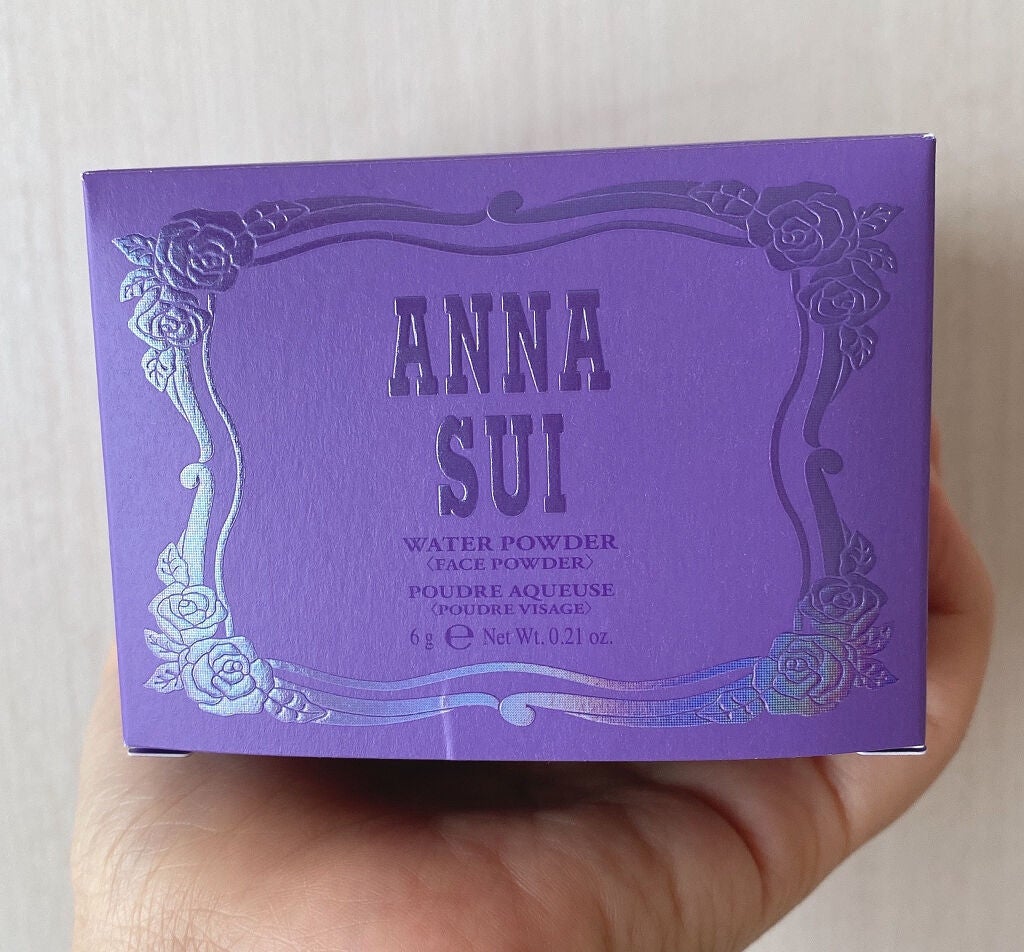 ANNA
SUI
WATER POWDER
〈FACE POWDER〉
POUDRE AQUEUSE
〈POUDRE VISAGE〉
6 g ℮ Net Wt. 0.21 oz.